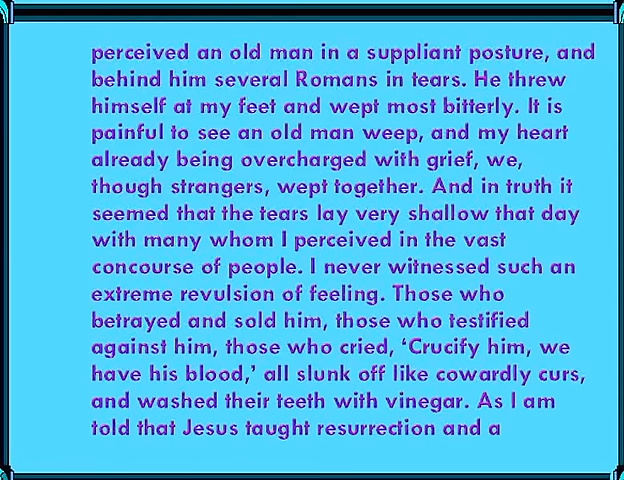 perceived an old man in a suppliant posture, and
behind him several Romans in tears. He threw
himself at my feet and wept most bitterly. It is
painful to see an old man weep, and my heart
already being overcharged with grief, we,
though strangers, wept together. And in truth it
seemed that the tears lay very shallow that day
with many whom I perceived in the vast
concourse of people. I never witnessed such an
extreme revulsion of feeling. Those who
betrayed and sold him, those who testified
against him, those who cried, ‘Crucify him, we
have his blood,’ all slunk off like cowardly curs,
and washed their teeth with vinegar. As I am
told that Jesus taught resurrection and a